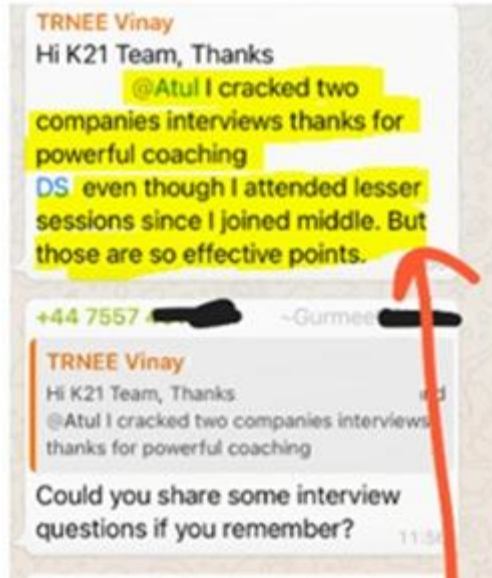 TRNEE Vinay
Hi K21 Team, Thanks
@Atul I cracked two
companies interviews thanks for
powerful coaching
DS even though I attended lesser
sessions since I joined middle. But
those are so effective points.
+44 7557 ~Gurmee
TRNEE Vinay
Hi K21 Team, Thanks
@Atul I cracked two companies interviews
thanks for powerful coaching
Could you share some interview
questions if you remember?